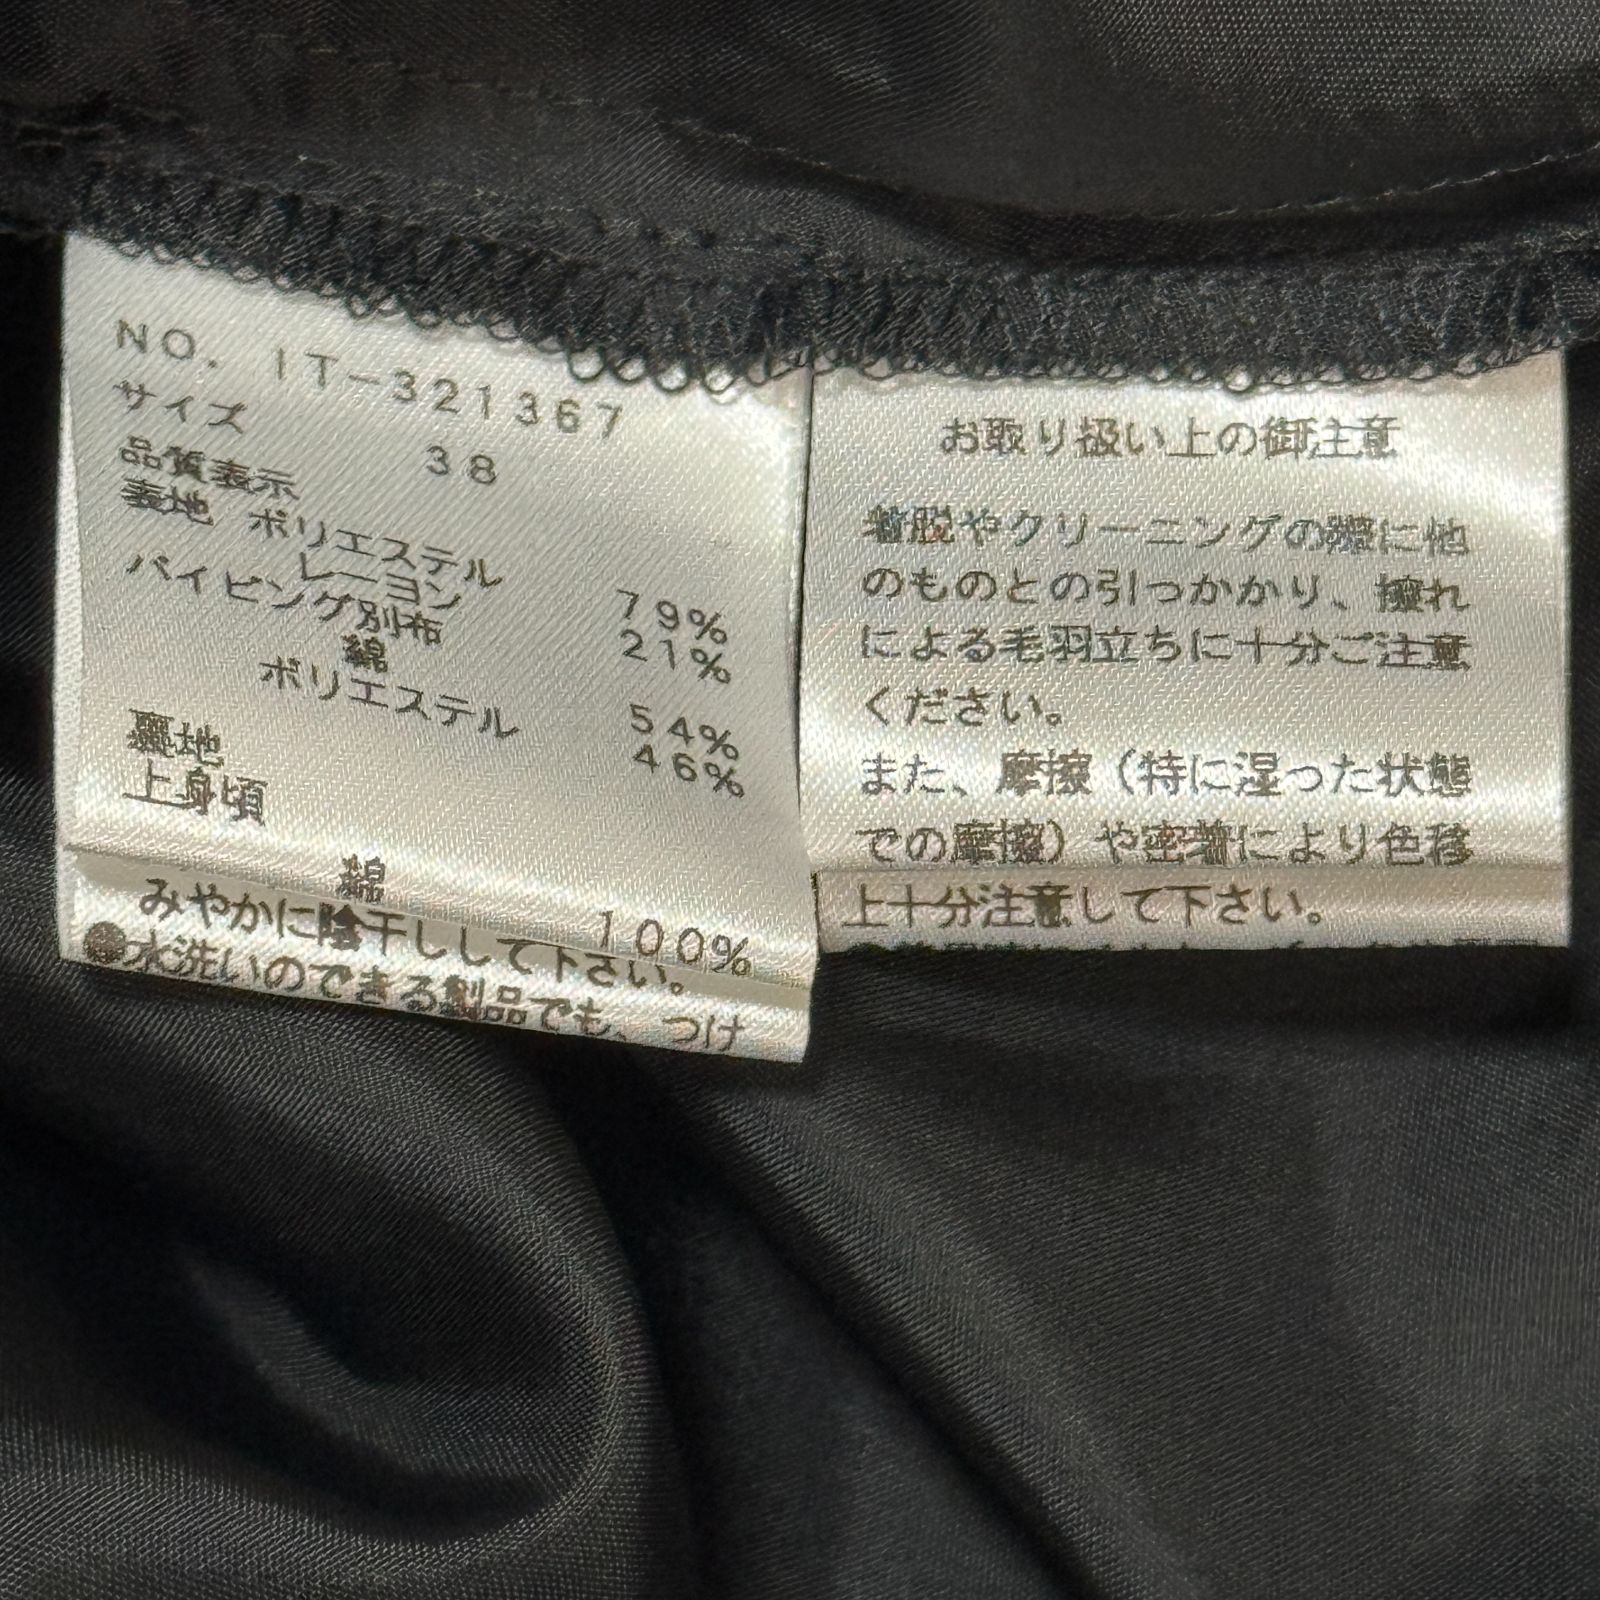 NO. IT-321367
サイズ 38
品質表示
表地 ポリエステル 79%
レーヨン 21%
パイピング別布
綿 54%
ポリエステル 46%
裏地
上身頃
綿 100%
みやかに陰干しして下さい。
●水洗いのできる製品でも、つけ
お取り扱い上の御注意
着脱やクリーニングの際に他
のものとの引っかかり、擦れ
による毛羽立ちに十分ご注意
ください。
また、摩擦（特に湿った状態
での摩擦）や密着により色移
上十分注意して下さい。